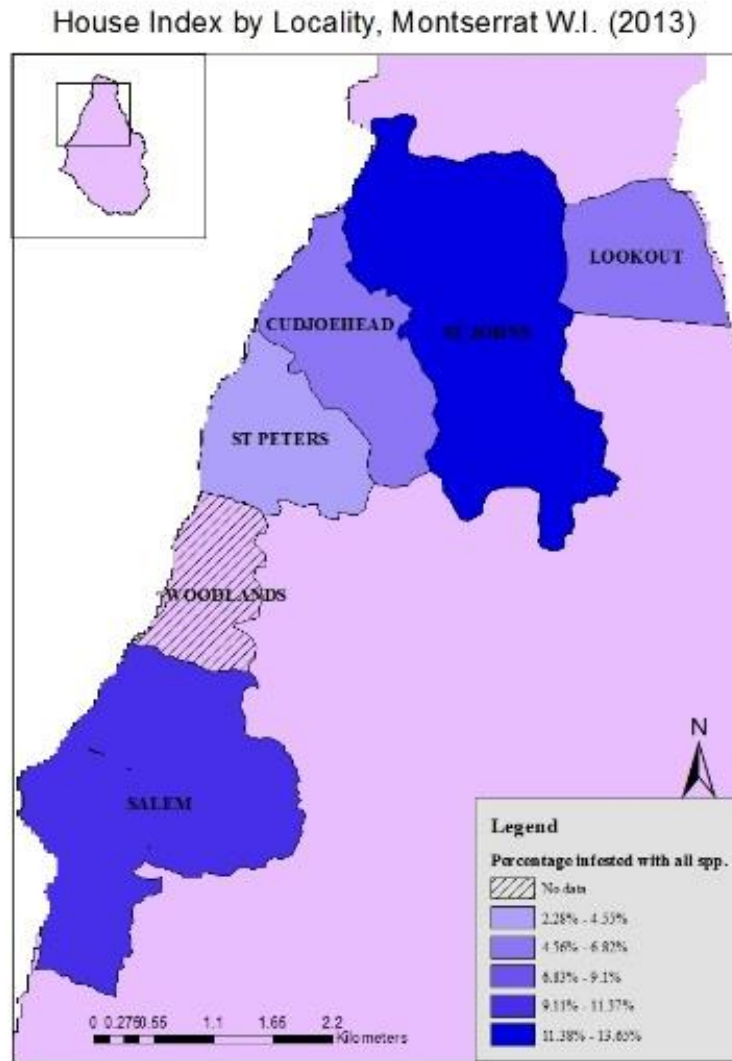 House Index by Locality, Montserrat W.I. (2013)
LOOKOUT
CUDJOEHEAD
ST JOHNS
ST PETERS
WOODLANDS
SALEM
N
Legend
Percentage infested with all spp.
No data
2.28% - 4.55%
4.56% - 6.82%
6.83% - 9.1%
9.11% - 11.37%
11.38% - 13.65%
0 0.275 0.55 1.1 1.65 2.2
Kilometers